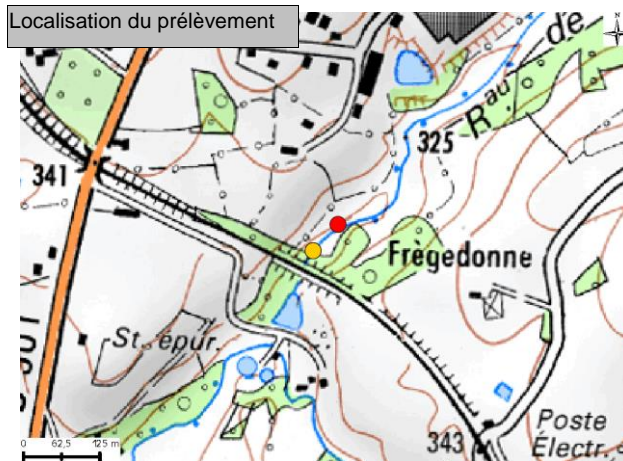 Localisation du prélèvement
de
R^au
325
341
Frègedonne
St. épur.
Poste
Électr.
343
0 62,5 125 m